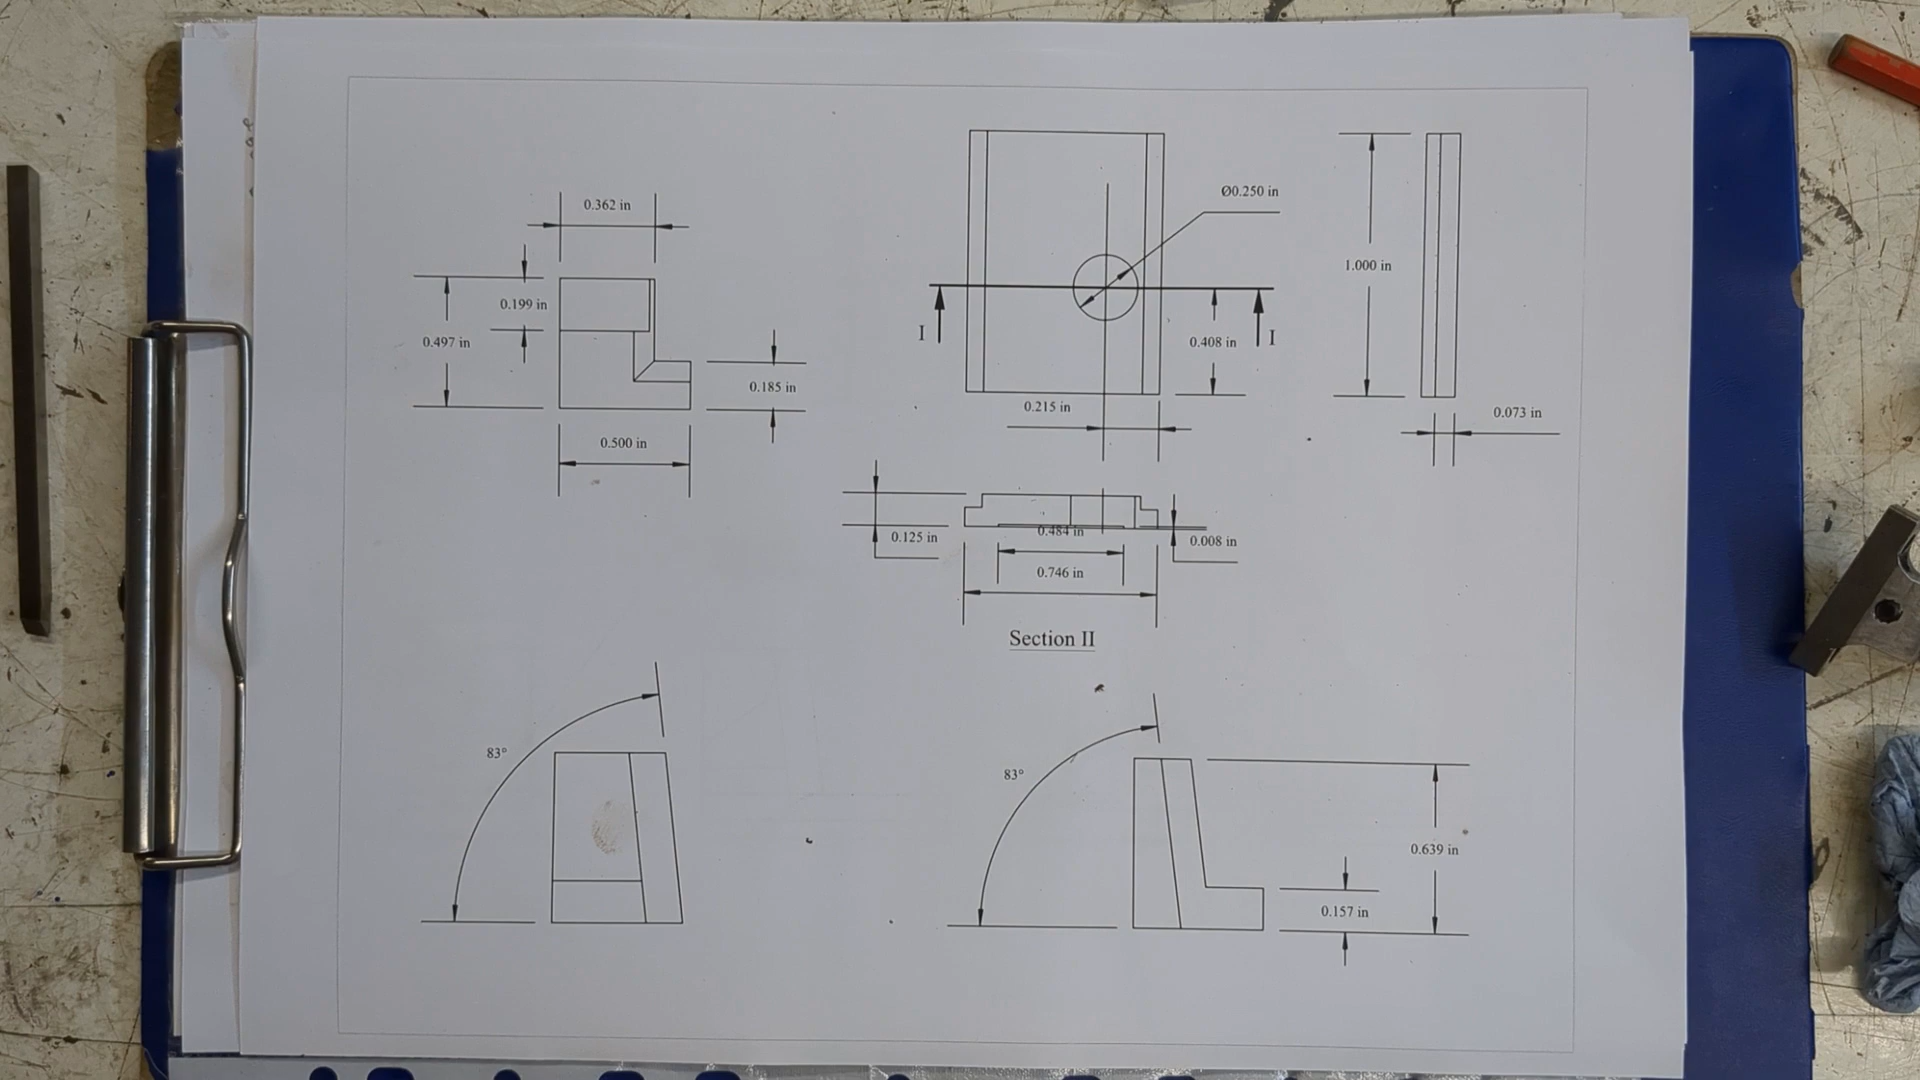 0.362 in
0.199 in
0.497 in
0.185 in
0.500 in
Ø0.250 in
1.000 in
I
0.408 in
I
0.215 in
0.073 in
0.125 in
0.484 in
0.008 in
0.746 in
Section II
83°
83°
0.639 in
0.157 in